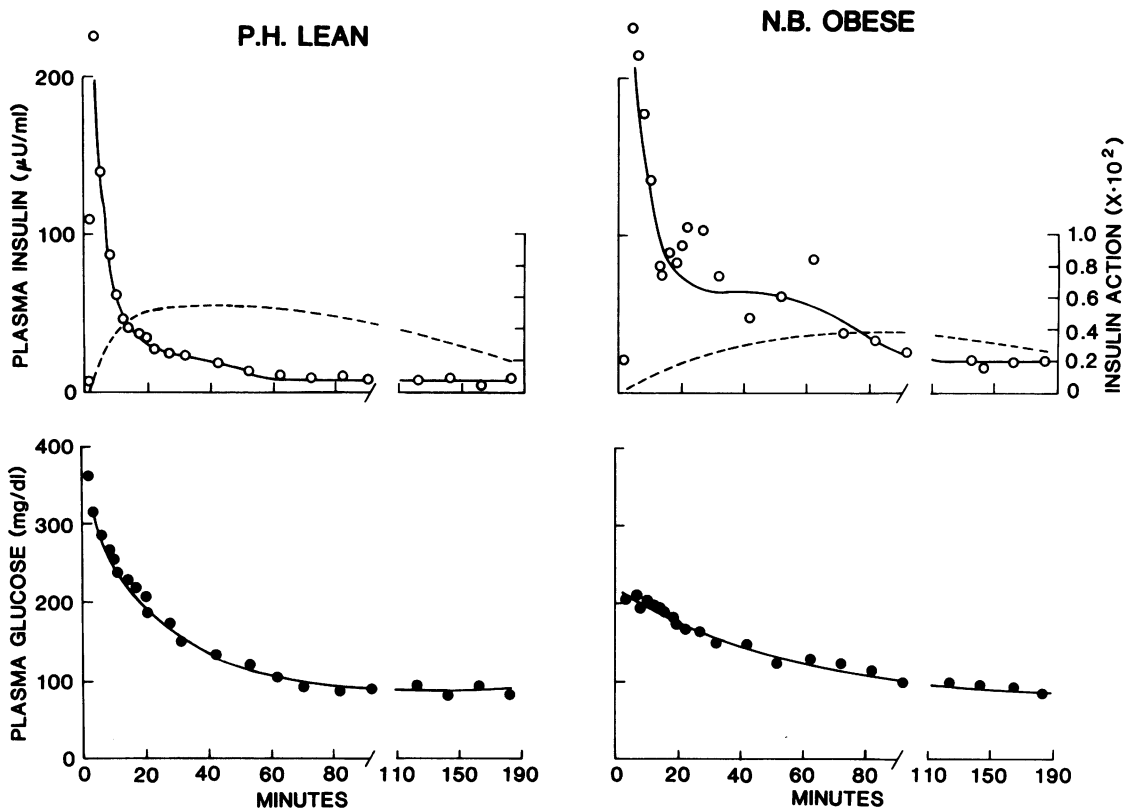 P.H. LEAN
N.B. OBESE
PLASMA INSULIN (µU/ml)
200
100
0
INSULIN ACTION (X·10²)
1.0
0.8
0.6
0.4
0.2
0
PLASMA GLUCOSE (mg/dl)
400
300
200
100
0
0 20 40 60 80 110 150 190
MINUTES
0 20 40 60 80 110 150 190
MINUTES